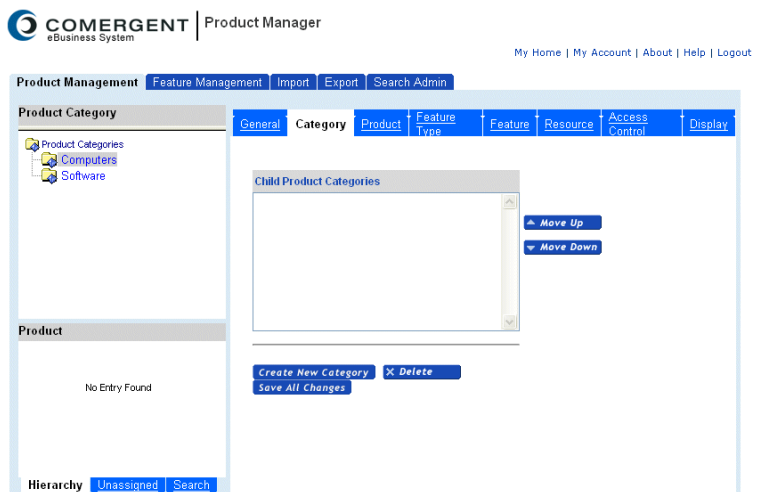 COMERGENT
eBusiness System
Product Manager
My Home | My Account | About | Help | Logout
Product Management Feature Management Import Export Search Admin
Product Category
Product Categories
Computers
Software
General Category Product Feature Type Feature Resource Access Control Display
Child Product Categories
Move Up
Move Down
Product
No Entry Found
Create New Category Delete
Save All Changes
Hierarchy Unassigned Search